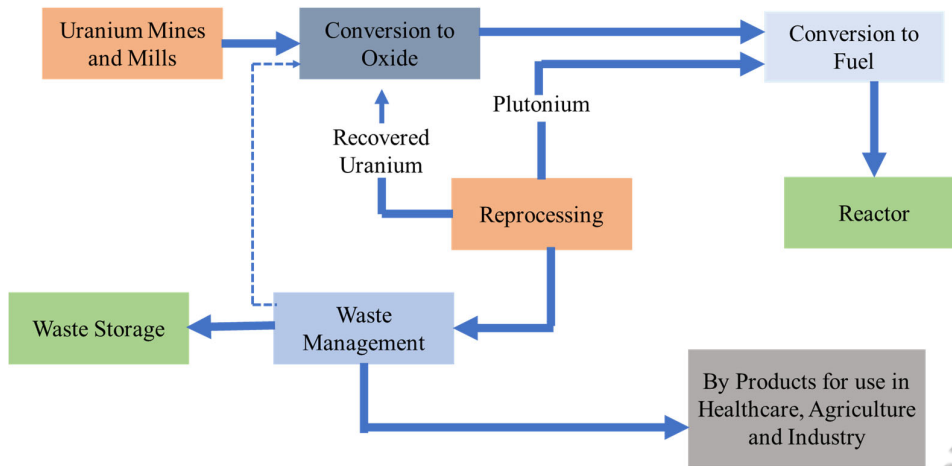 Uranium Mines
and Mills
Conversion to
Oxide
Conversion to
Fuel
Plutonium
Recovered
Uranium
Reprocessing
Reactor
Waste Storage
Waste
Management
By Products for use in
Healthcare, Agriculture
and Industry